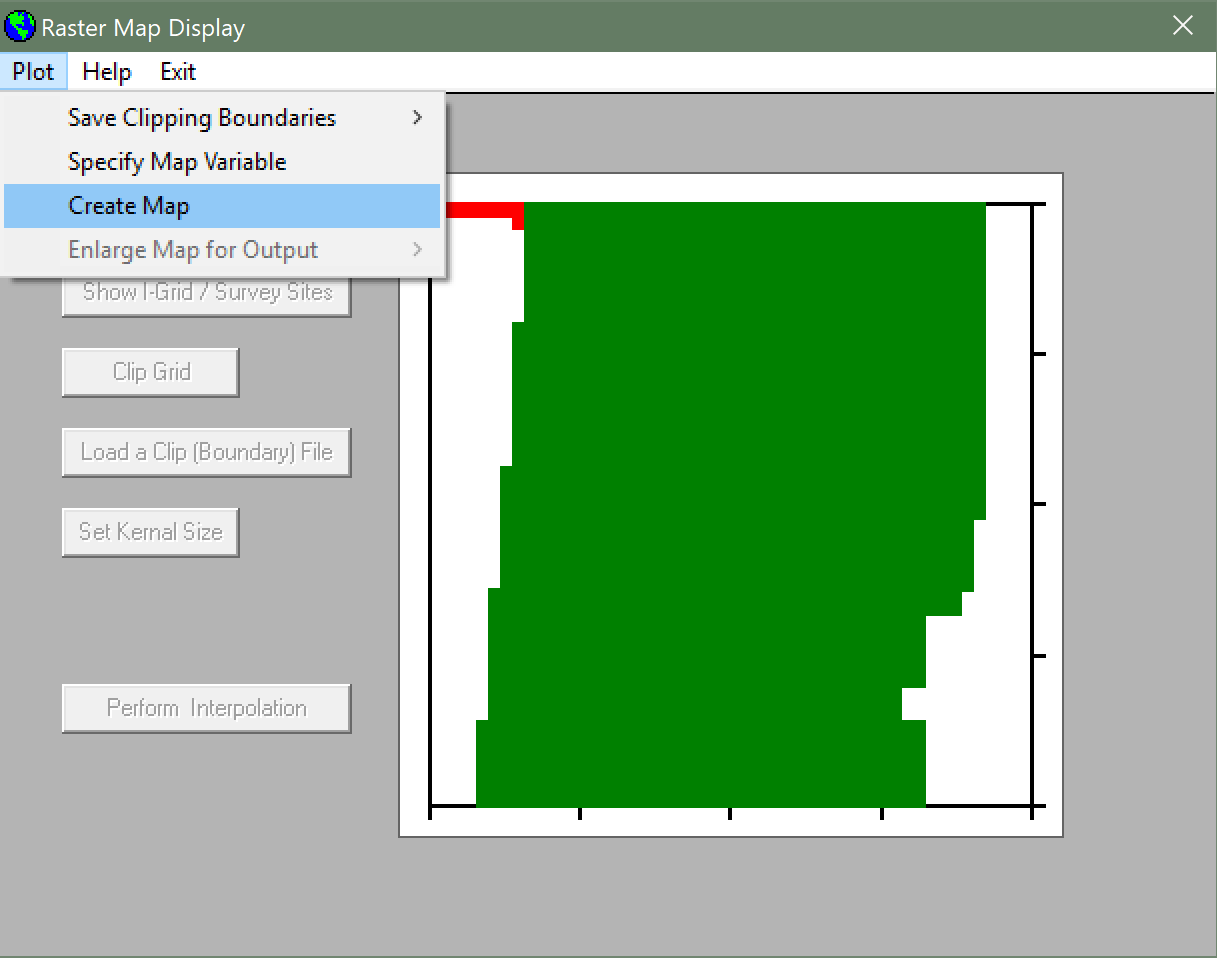 Raster Map Display
Plot Help Exit
Save Clipping Boundaries
Specify Map Variable
Create Map
Enlarge Map for Output
Show I-Grid / Survey Sites
Clip Grid
Load a Clip (Boundary) File
Set Kernal Size
Perform Interpolation